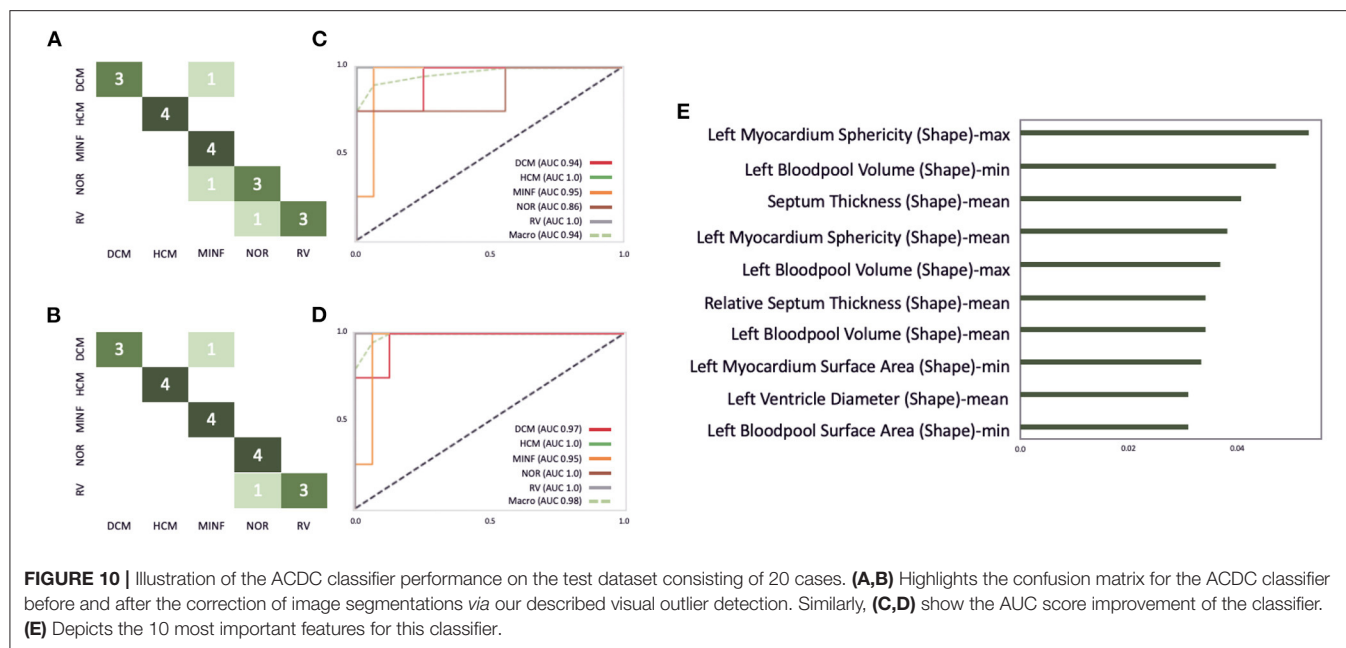 A
DCM
3
1
HCM
4
MINF
4
NOR
1
3
RV
1
3
DCM HCM MINF NOR RV
B
DCM
3
1
HCM
4
MINF
4
NOR
4
RV
1
3
DCM HCM MINF NOR RV
C
1.0
0.5
DCM (AUC 0.94)
HCM (AUC 1.0)
MINF (AUC 0.95)
NOR (AUC 0.86)
RV (AUC 1.0)
Macro (AUC 0.94)
0.0 0.5 1.0
D
1.0
0.5
DCM (AUC 0.97)
HCM (AUC 1.0)
MINF (AUC 0.95)
NOR (AUC 1.0)
RV (AUC 1.0)
Macro (AUC 0.98)
0.0 0.5 1.0
E
Left Myocardium Sphericity (Shape)-max
Left Bloodpool Volume (Shape)-min
Septum Thickness (Shape)-mean
Left Myocardium Sphericity (Shape)-mean
Left Bloodpool Volume (Shape)-max
Relative Septum Thickness (Shape)-mean
Left Bloodpool Volume (Shape)-mean
Left Myocardium Surface Area (Shape)-min
Left Ventricle Diameter (Shape)-mean
Left Bloodpool Surface Area (Shape)-min
0.0 0.02 0.04
FIGURE 10 | Illustration of the ACDC classifier performance on the test dataset consisting of 20 cases. (A,B) Highlights the confusion matrix for the ACDC classifier
before and after the correction of image segmentations via our described visual outlier detection. Similarly, (C,D) show the AUC score improvement of the classifier.
(E) Depicts the 10 most important features for this classifier.